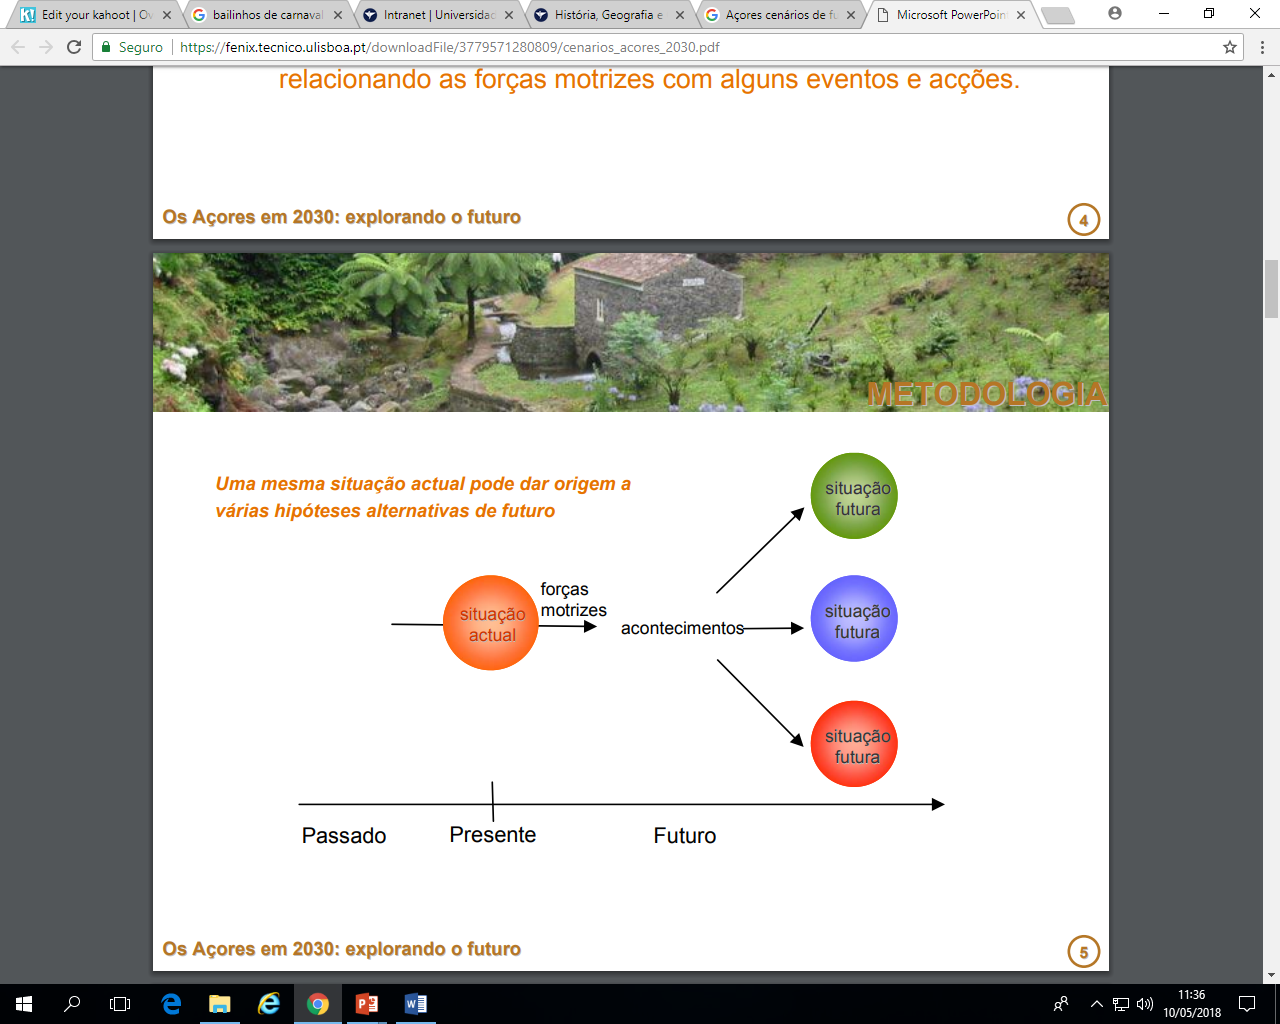 Edit your kahoot | Ov
bailinhos de carnaval
Intranet | Universidad
História, Geografia e
Açores cenários de fu
Microsoft PowerPoint
Seguro
https://fenix.tecnico.ulisboa.pt/downloadFile/3779571280809/cenarios_acores_2030.pdf
relacionando as forças motrizes com alguns eventos e acções.
Os Açores em 2030: explorando o futuro
4
METODOLOGIA
Uma mesma situação actual pode dar origem a
várias hipóteses alternativas de futuro
situação
futura
forças
motrizes
situação
actual
acontecimentos
situação
futura
situação
futura
Passado
Presente
Futuro
Os Açores em 2030: explorando o futuro
5
11:36
10/05/2018